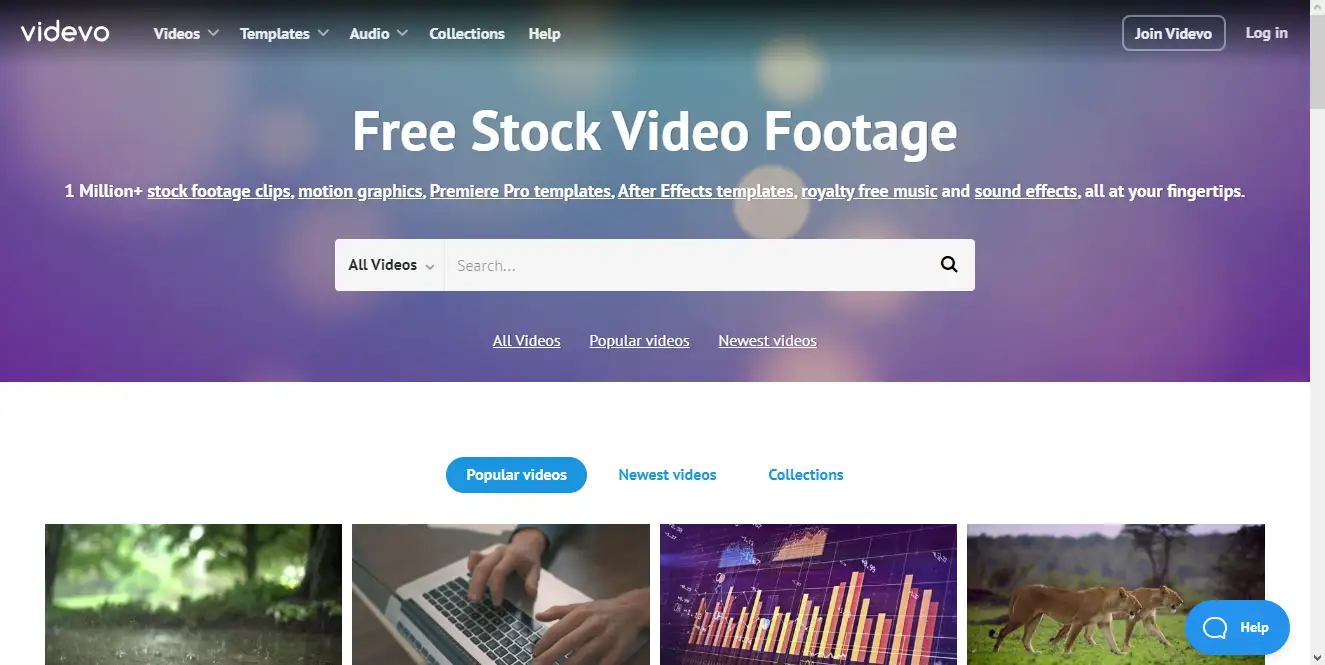 videvo Videos Templates Audio Collections Help Join Videvo Log in
Free Stock Video Footage
1 Million+ stock footage clips, motion graphics, Premiere Pro templates, After Effects templates, royalty free music and sound effects, all at your fingertips.
All Videos Search...
All Videos Popular videos Newest videos
Popular videos Newest videos Collections
Help